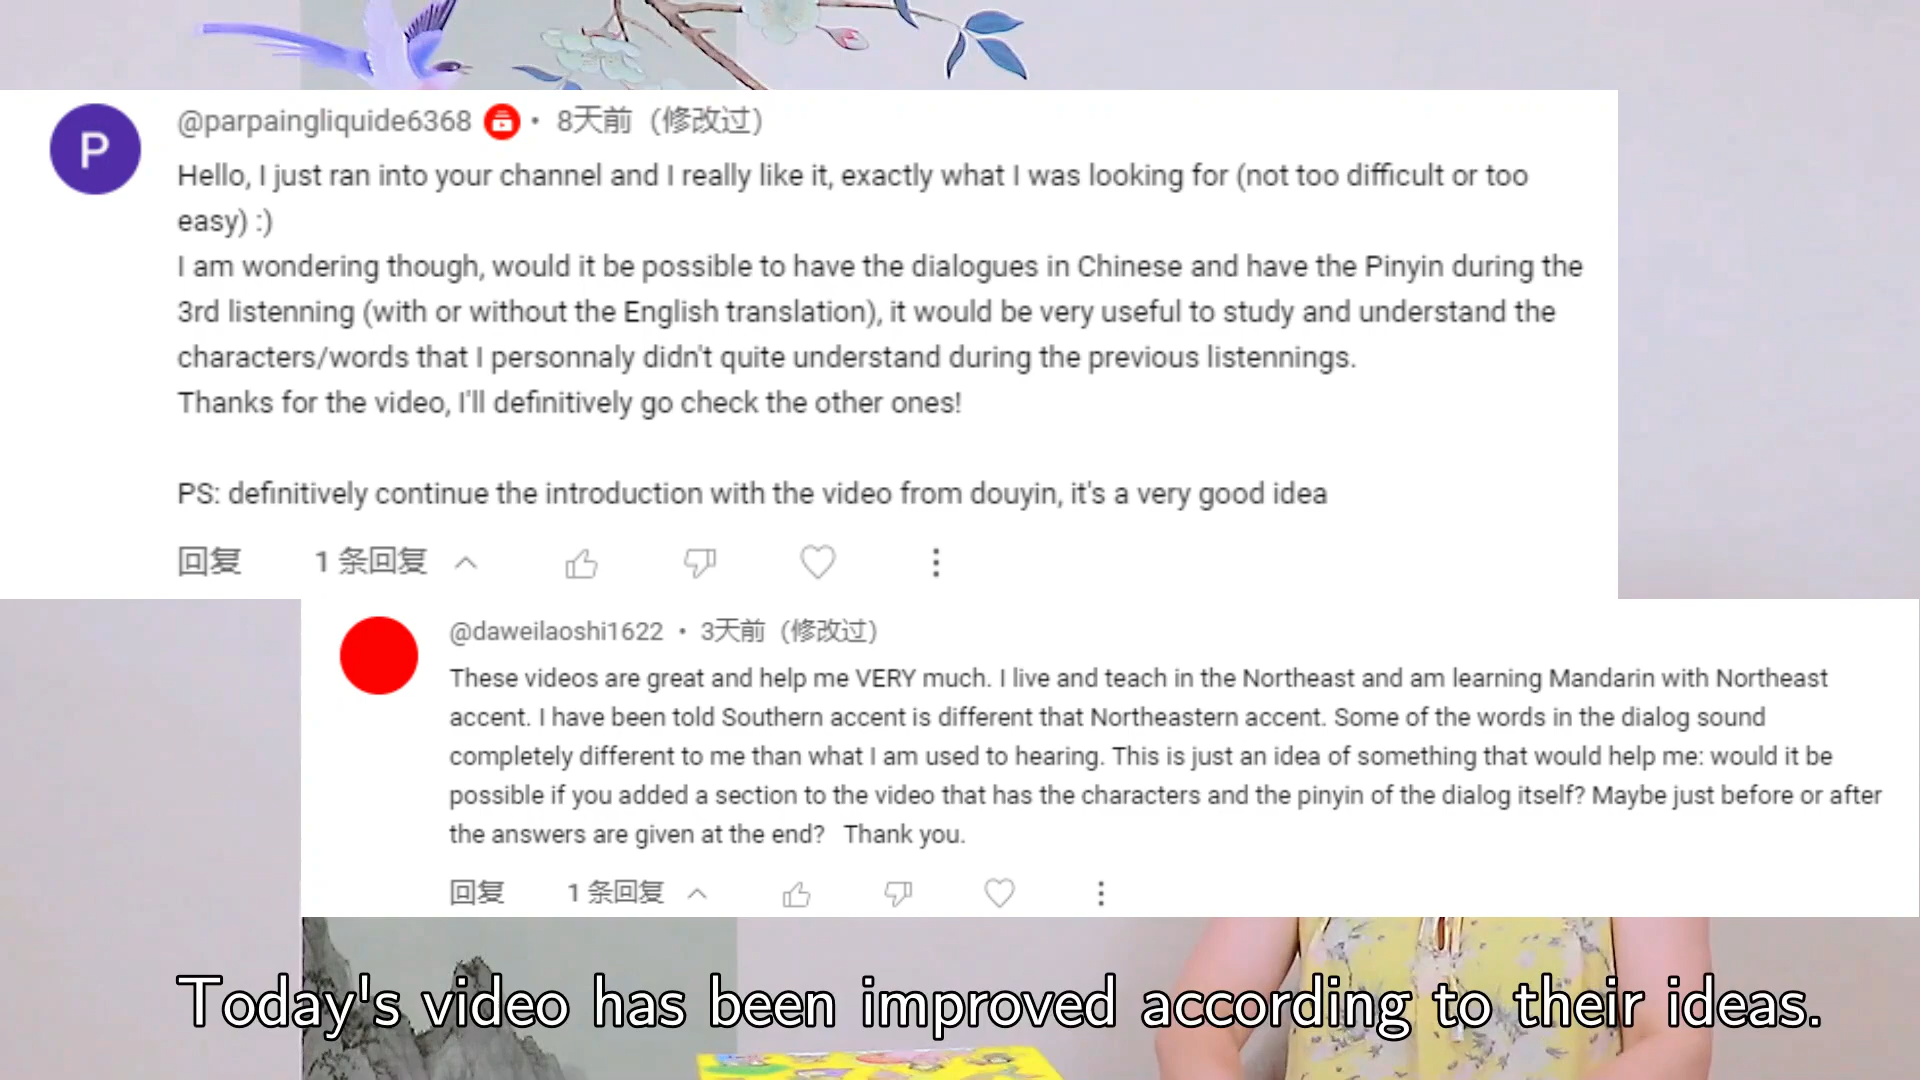 P
@parpaingliquide6368 • 8天前 (修改过)
Hello, I just ran into your channel and I really like it, exactly what I was looking for (not too difficult or too
easy) :)
I am wondering though, would it be possible to have the dialogues in Chinese and have the Pinyin during the
3rd listenning (with or without the English translation), it would be very useful to study and understand the
characters/words that I personnaly didn't quite understand during the previous listennings.
Thanks for the video, I'll definitively go check the other ones!
PS: definitively continue the introduction with the video from douyin, it's a very good idea
回复 1 条回复
@daweilaoshi1622 • 3天前 (修改过)
These videos are great and help me VERY much. I live and teach in the Northeast and am learning Mandarin with Northeast
accent. I have been told Southern accent is different that Northeastern accent. Some of the words in the dialog sound
completely different to me than what I am used to hearing. This is just an idea of something that would help me: would it be
possible if you added a section to the video that has the characters and the pinyin of the dialog itself? Maybe just before or after
the answers are given at the end? Thank you.
回复 1 条回复
Today's video has been improved according to their ideas.